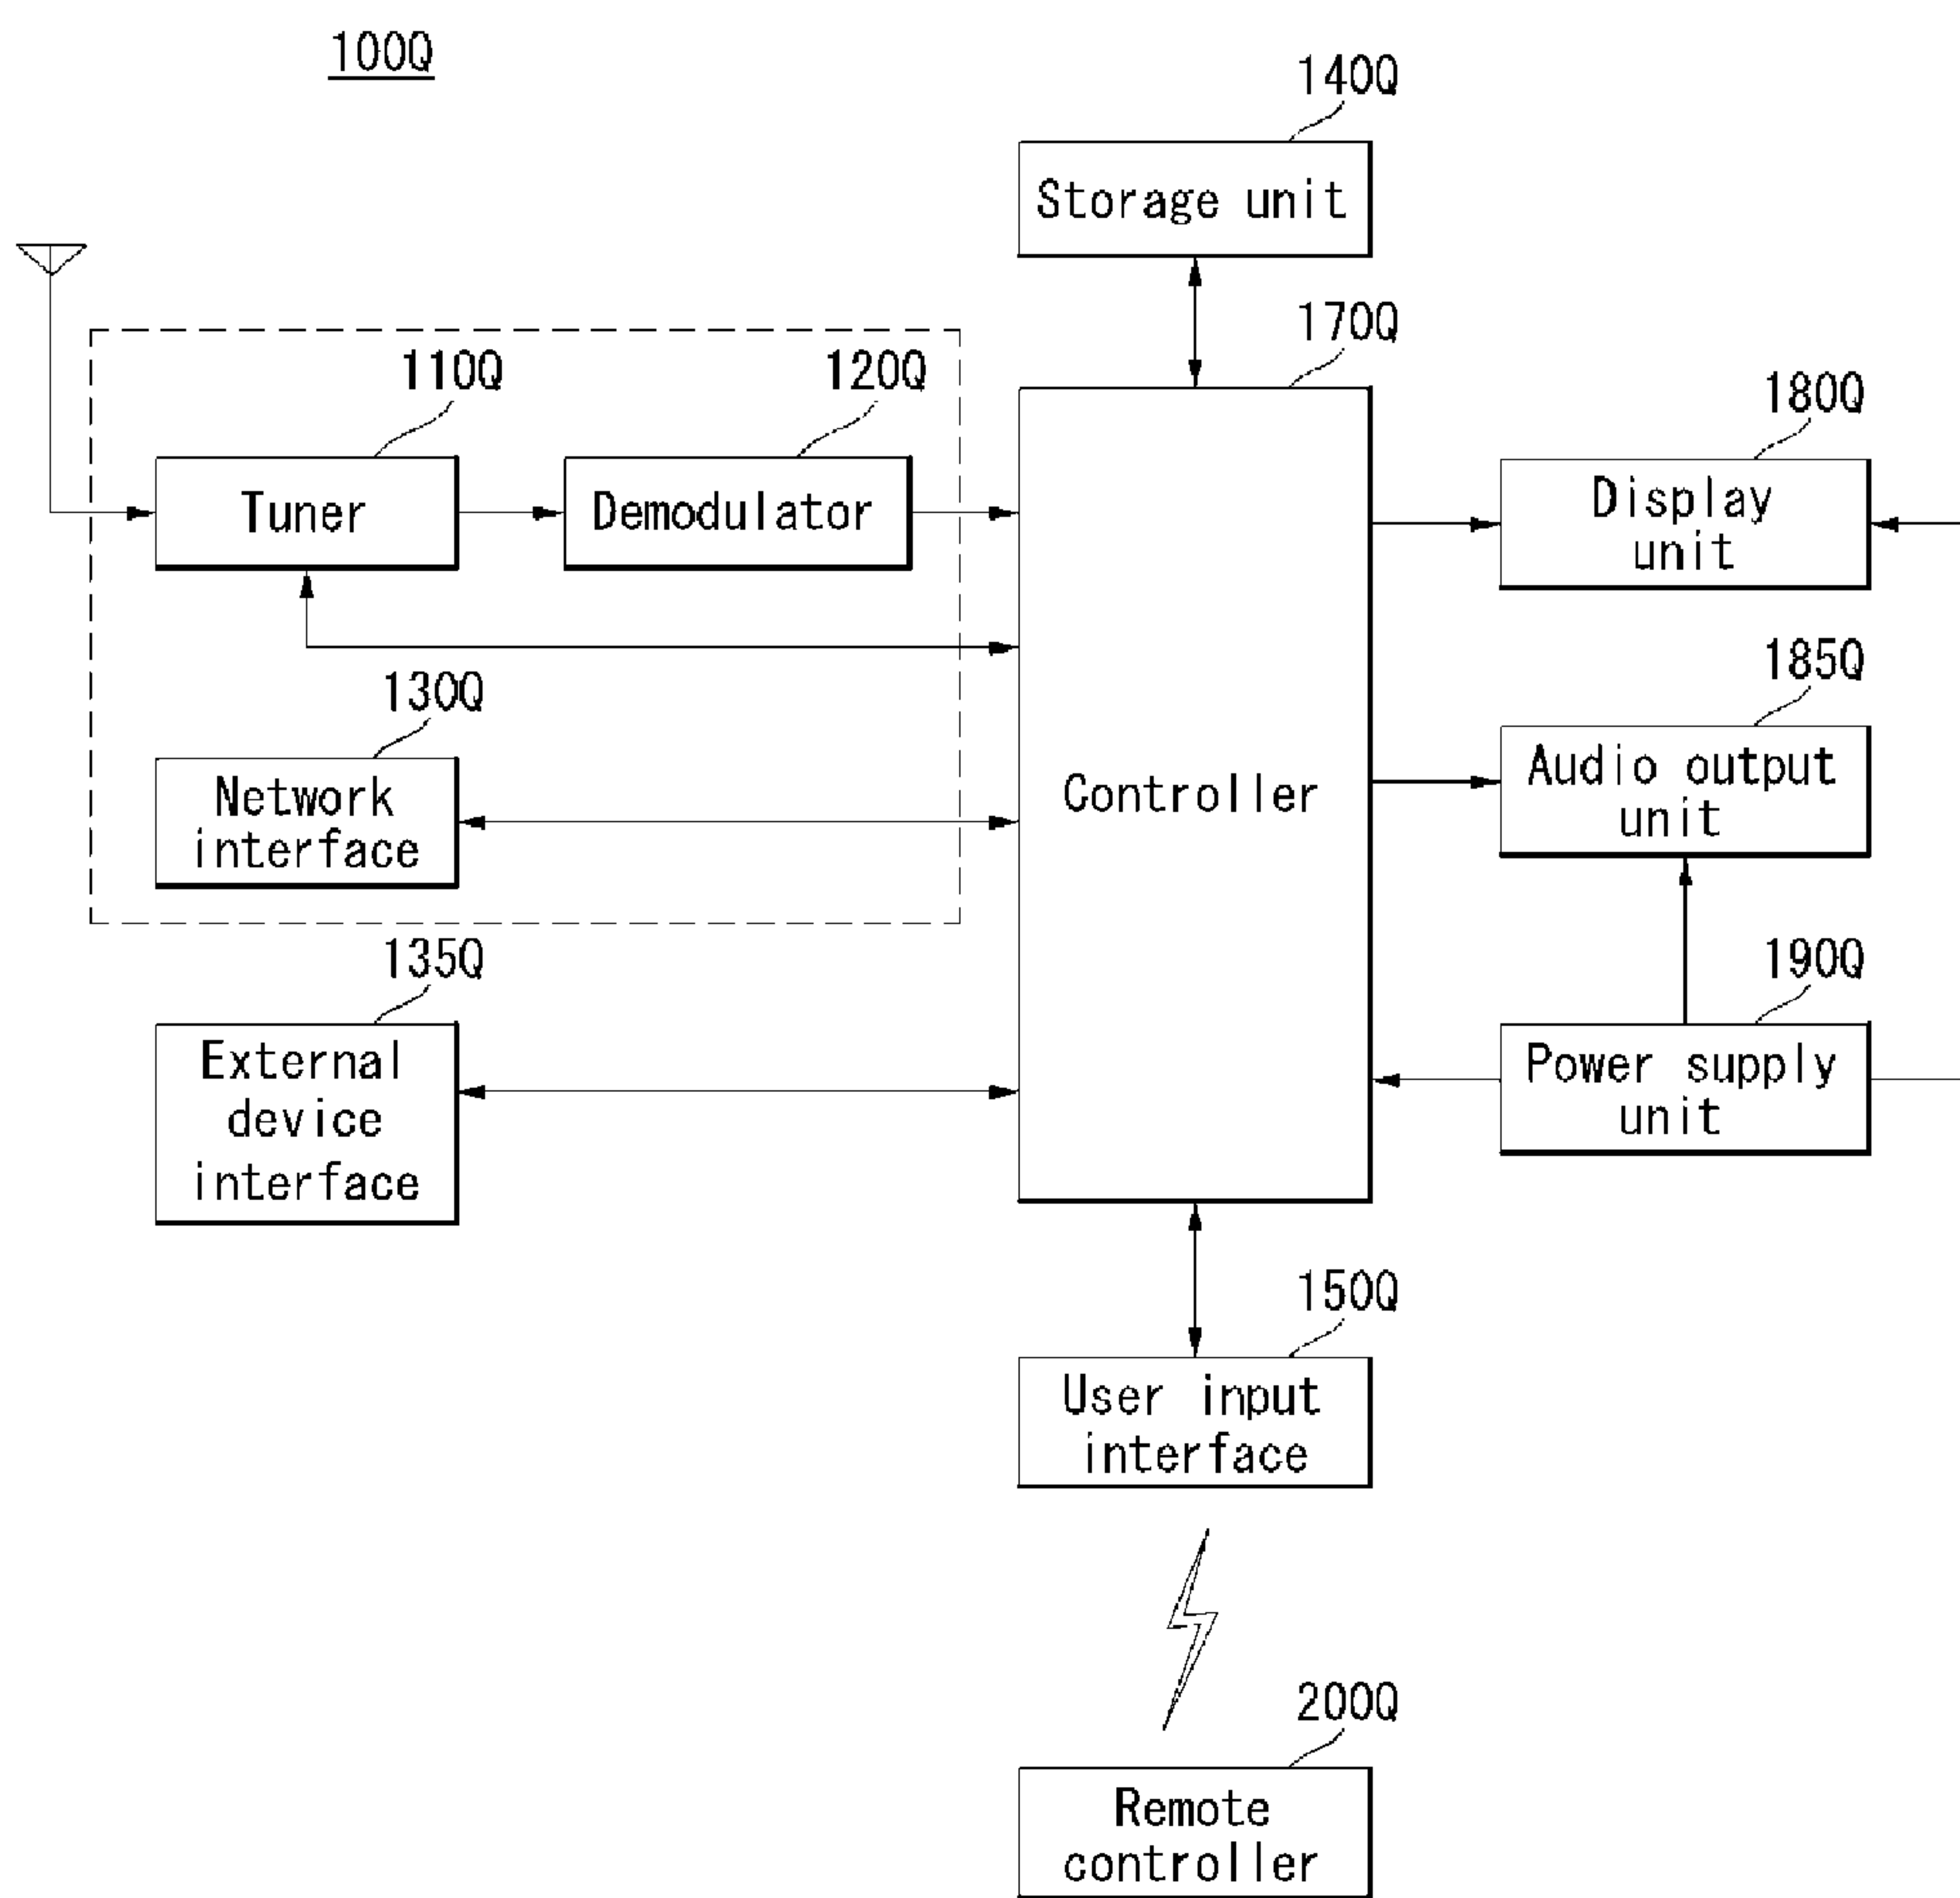 100Q
140Q
Storage unit
170Q
110Q
120Q
180Q
Tuner
Demodulator
Display
unit
130Q
185Q
Network
interface
Controller
Audio output
unit
135Q
190Q
External
device
interface
Power supply
unit
150Q
User input
interface
200Q
Remote
controller